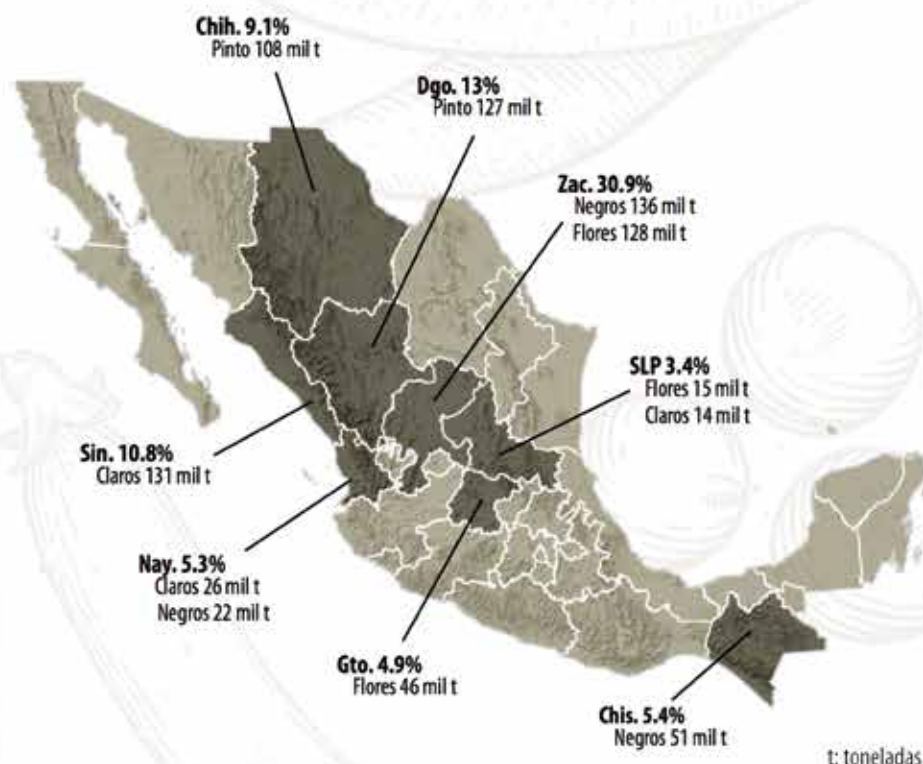 Chih. 9.1%
Pinto 108 mil t
Dgo. 13%
Pinto 127 mil t
Zac. 30.9%
Negros 136 mil t
Flores 128 mil t
SLP 3.4%
Flores 15 mil t
Claros 14 mil t
Sin. 10.8%
Claros 131 mil t
Nay. 5.3%
Claros 26 mil t
Negros 22 mil t
Gto. 4.9%
Flores 46 mil t
Chis. 5.4%
Negros 51 mil t
t: toneladas